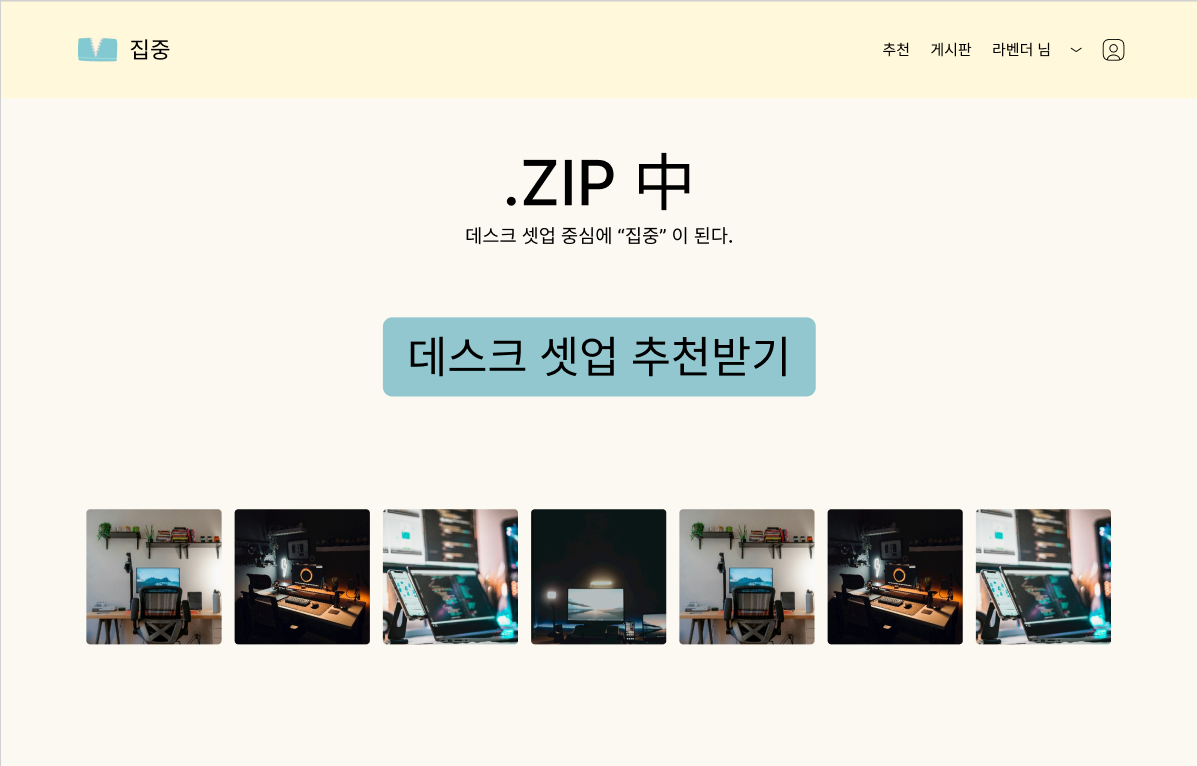 집중
추천 게시판 라벤더 님
.ZIP 中
데스크 셋업 중심에 “집중” 이 된다.
데스크 셋업 추천받기